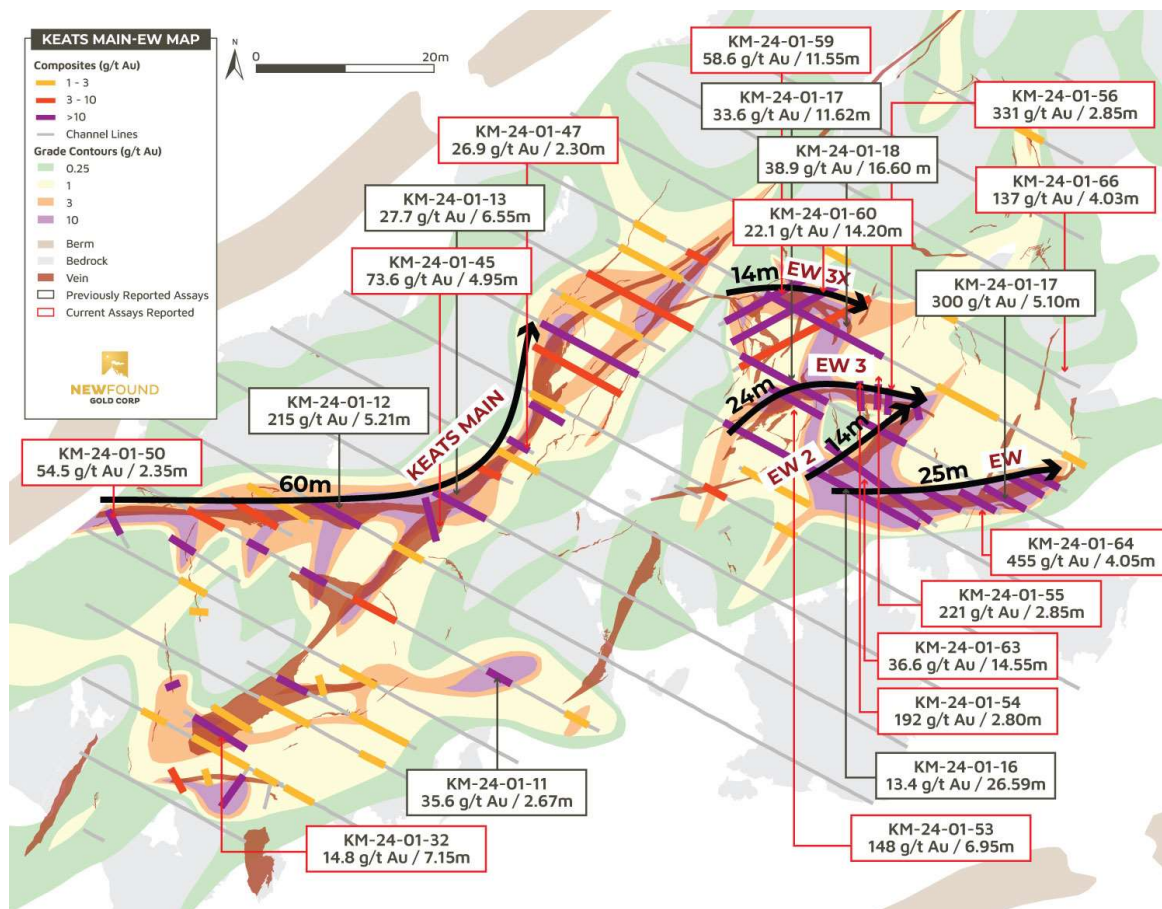 KEATS MAIN-EW MAP
Composites (g/t Au)
1 - 3
3 - 10
>10
Channel Lines
Grade Contours (g/t Au)
0.25
1
3
10
Berm
Bedrock
Vein
Previously Reported Assays
Current Assays Reported
NEWFOUND
GOLD CORP
N
0
20m
KM-24-01-59
58.6 g/t Au / 11.55m
KM-24-01-17
33.6 g/t Au / 11.62m
KM-24-01-56
331 g/t Au / 2.85m
KM-24-01-47
26.9 g/t Au / 2.30m
KM-24-01-18
38.9 g/t Au / 16.60 m
KM-24-01-66
137 g/t Au / 4.03m
KM-24-01-13
27.7 g/t Au / 6.55m
KM-24-01-60
22.1 g/t Au / 14.20m
KM-24-01-45
73.6 g/t Au / 4.95m
KM-24-01-17
300 g/t Au / 5.10m
14m
EW 3X
EW 3
24m
14m
EW 2
25m
EW
KEATS MAIN
60m
KM-24-01-12
215 g/t Au / 5.21m
KM-24-01-50
54.5 g/t Au / 2.35m
KM-24-01-64
455 g/t Au / 4.05m
KM-24-01-55
221 g/t Au / 2.85m
KM-24-01-63
36.6 g/t Au / 14.55m
KM-24-01-54
192 g/t Au / 2.80m
KM-24-01-16
13.4 g/t Au / 26.59m
KM-24-01-11
35.6 g/t Au / 2.67m
KM-24-01-53
148 g/t Au / 6.95m
KM-24-01-32
14.8 g/t Au / 7.15m